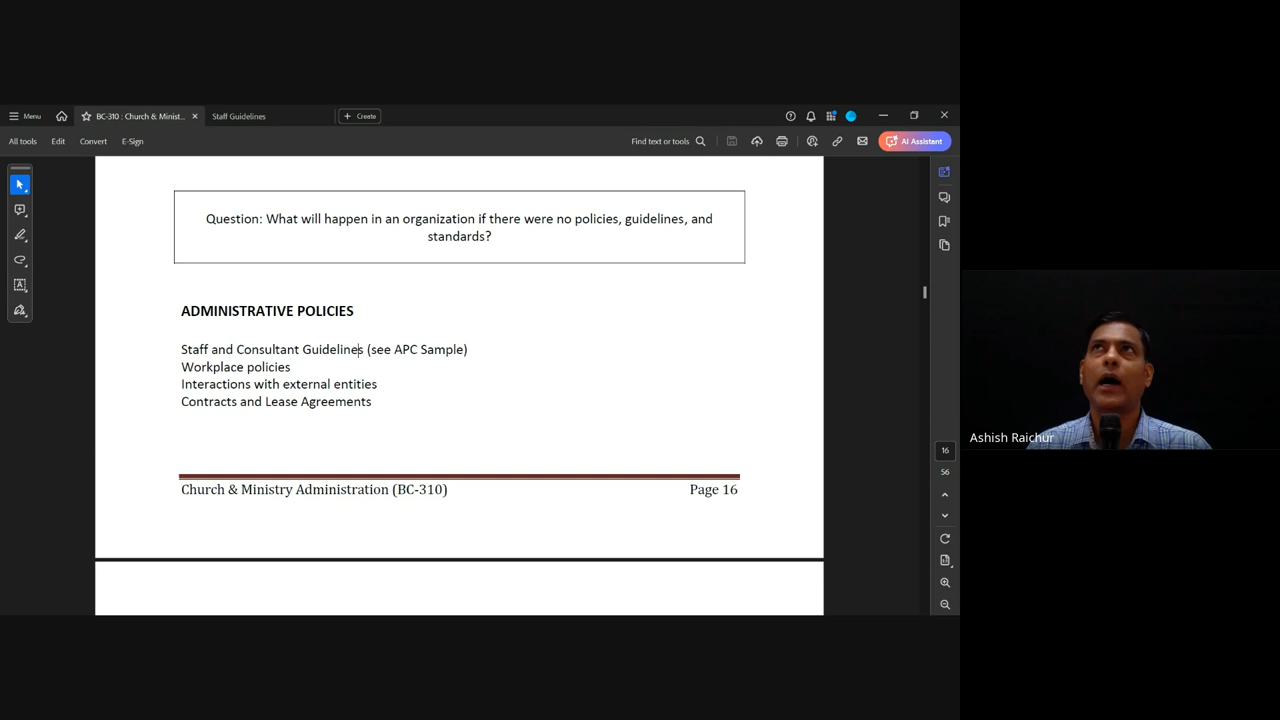 Menu
BC-310 : Church & Minist...
Staff Guidelines
Create
All tools
Edit
Convert
E-Sign
Find text or tools
AI Assistant
Question: What will happen in an organization if there were no policies, guidelines, and
standards?
ADMINISTRATIVE POLICIES
Staff and Consultant Guidelines (see APC Sample)
Workplace policies
Interactions with external entities
Contracts and Lease Agreements
Church & Ministry Administration (BC-310)
Page 16
16
56
Ashish Raichur